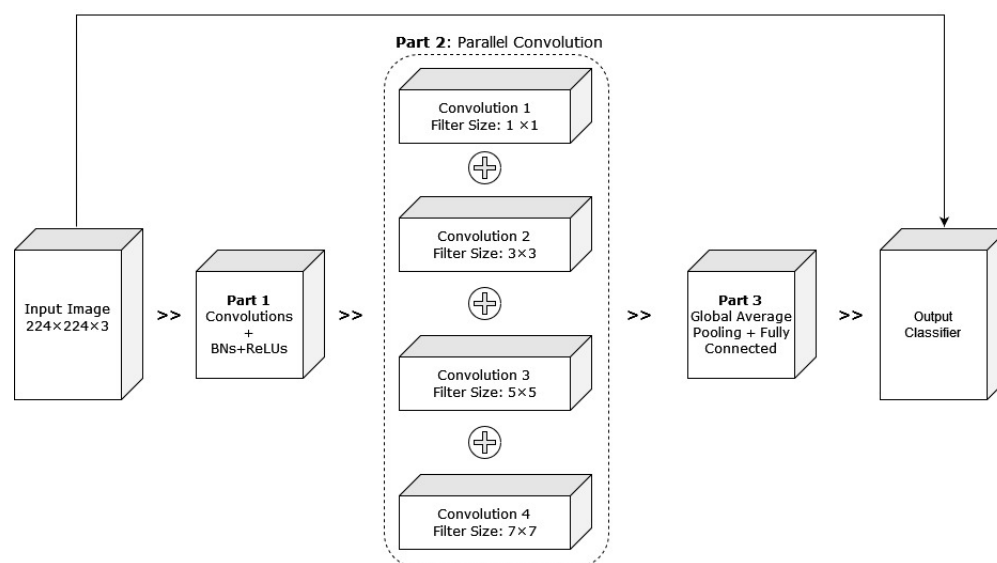 Part 2: Parallel Convolution
Convolution 1
Filter Size: 1 ×1
Convolution 2
Filter Size: 3×3
Convolution 3
Filter Size: 5×5
Convolution 4
Filter Size: 7×7
Input Image
224×224×3
>>
Part 1
Convolutions
+
BNs+ReLUs
>>
>>
Part 3
Global Average
Pooling + Fully
Connected
>>
Output
Classifier